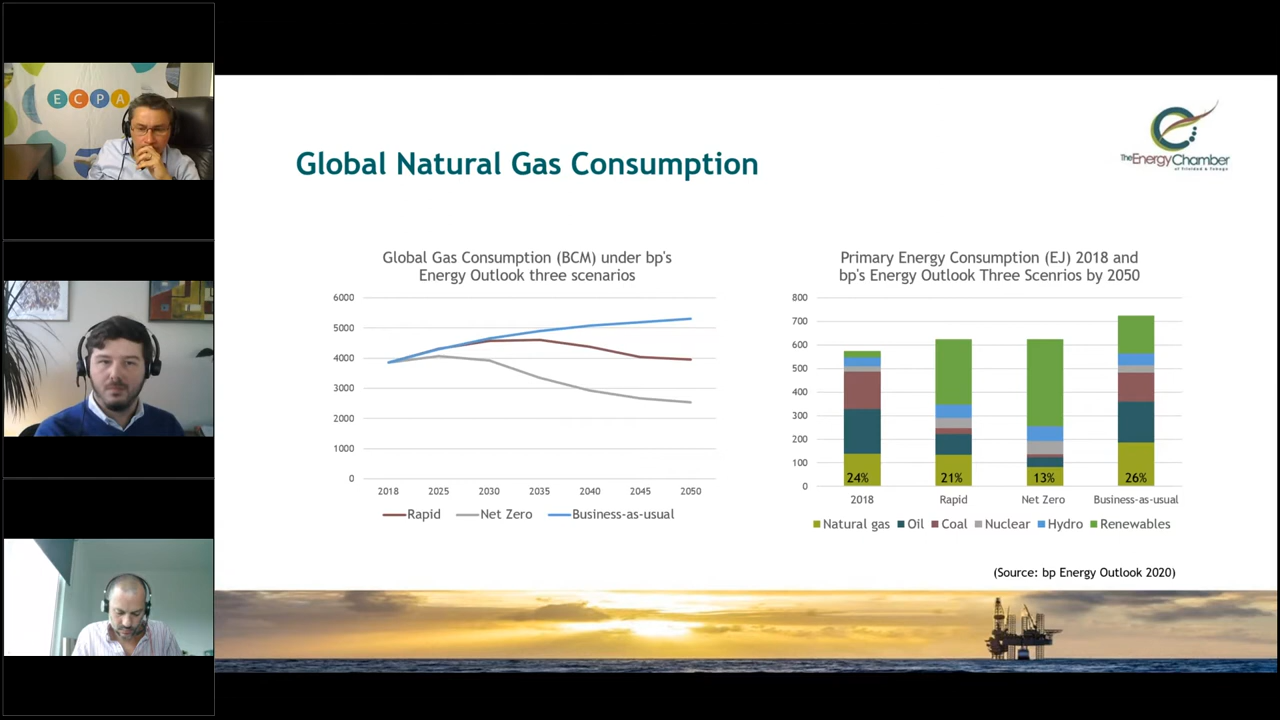 E C P A
Global Natural Gas Consumption
TheEnergyChamber
of Trinidad & Tobago
Global Gas Consumption (BCM) under bp's
Energy Outlook three scenarios
6000
5000
4000
3000
2000
1000
0
2018 2025 2030 2035 2040 2045 2050
Rapid Net Zero Business-as-usual
Primary Energy Consumption (EJ) 2018 and
bp's Energy Outlook Three Scenrios by 2050
800
700
600
500
400
300
200
100
0
24% 21% 13% 26%
2018 Rapid Net Zero Business-as-usual
Natural gas Oil Coal Nuclear Hydro Renewables
(Source: bp Energy Outlook 2020)